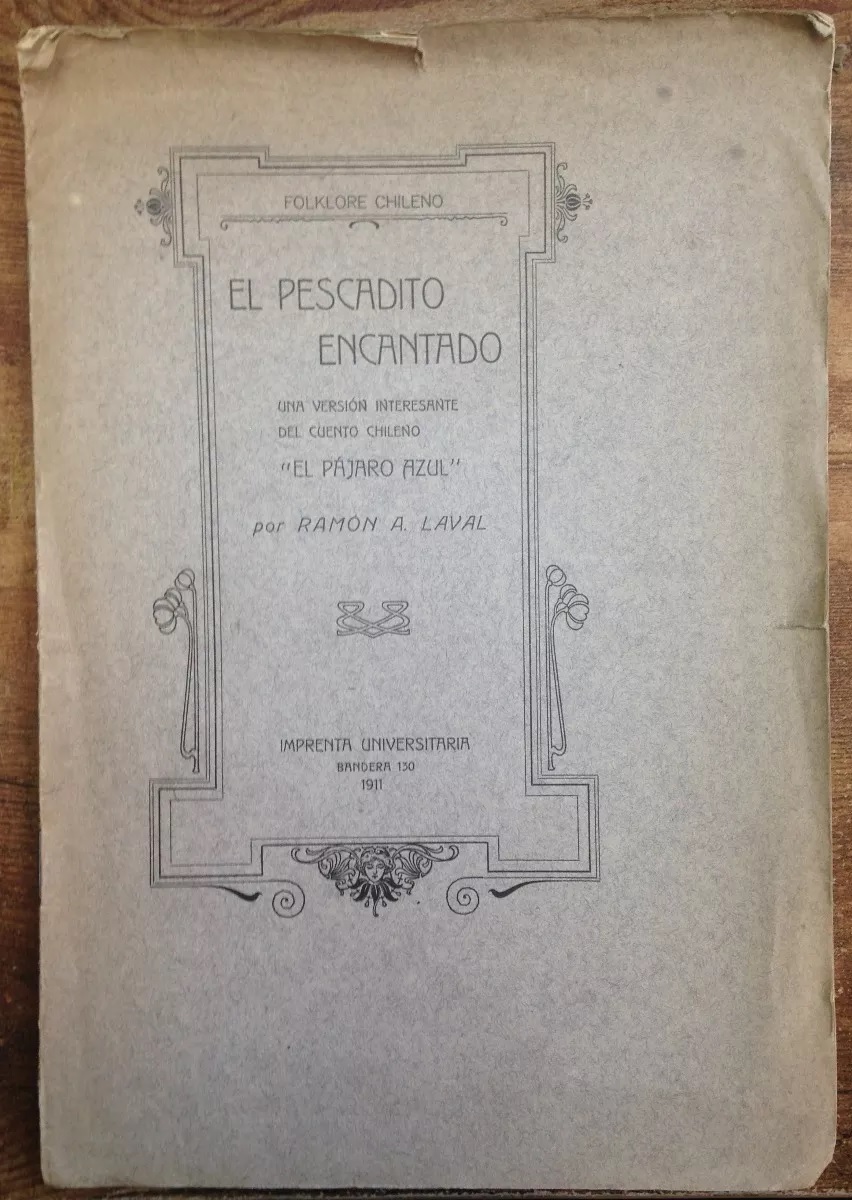 FOLKLORE CHILENO
EL PESCADITO
ENCANTADO
UNA VERSIÓN INTERESANTE
DEL CUENTO CHILENO
"EL PÁJARO AZUL"
por RAMÓN A. LAVAL
IMPRENTA UNIVERSITARIA
BANDERA 130
1911